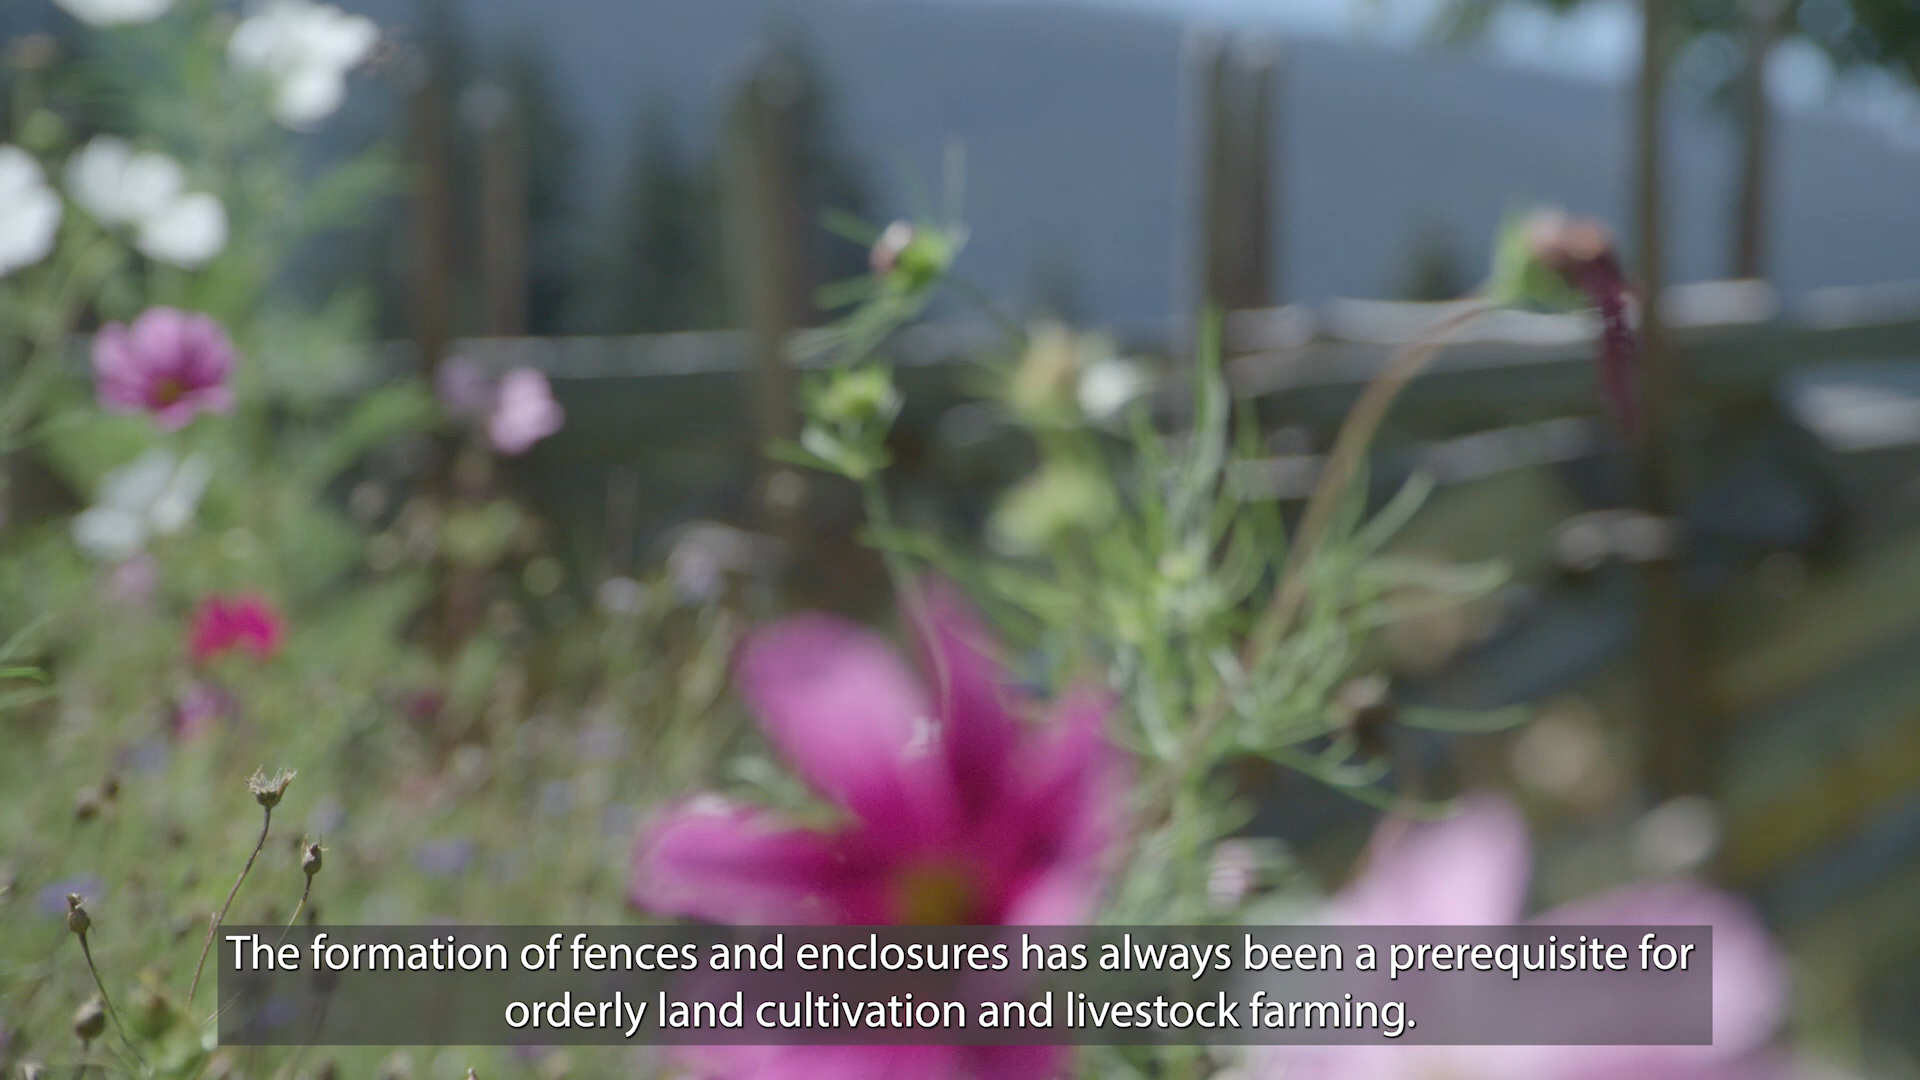 The formation of fences and enclosures has always been a prerequisite for
orderly land cultivation and livestock farming.